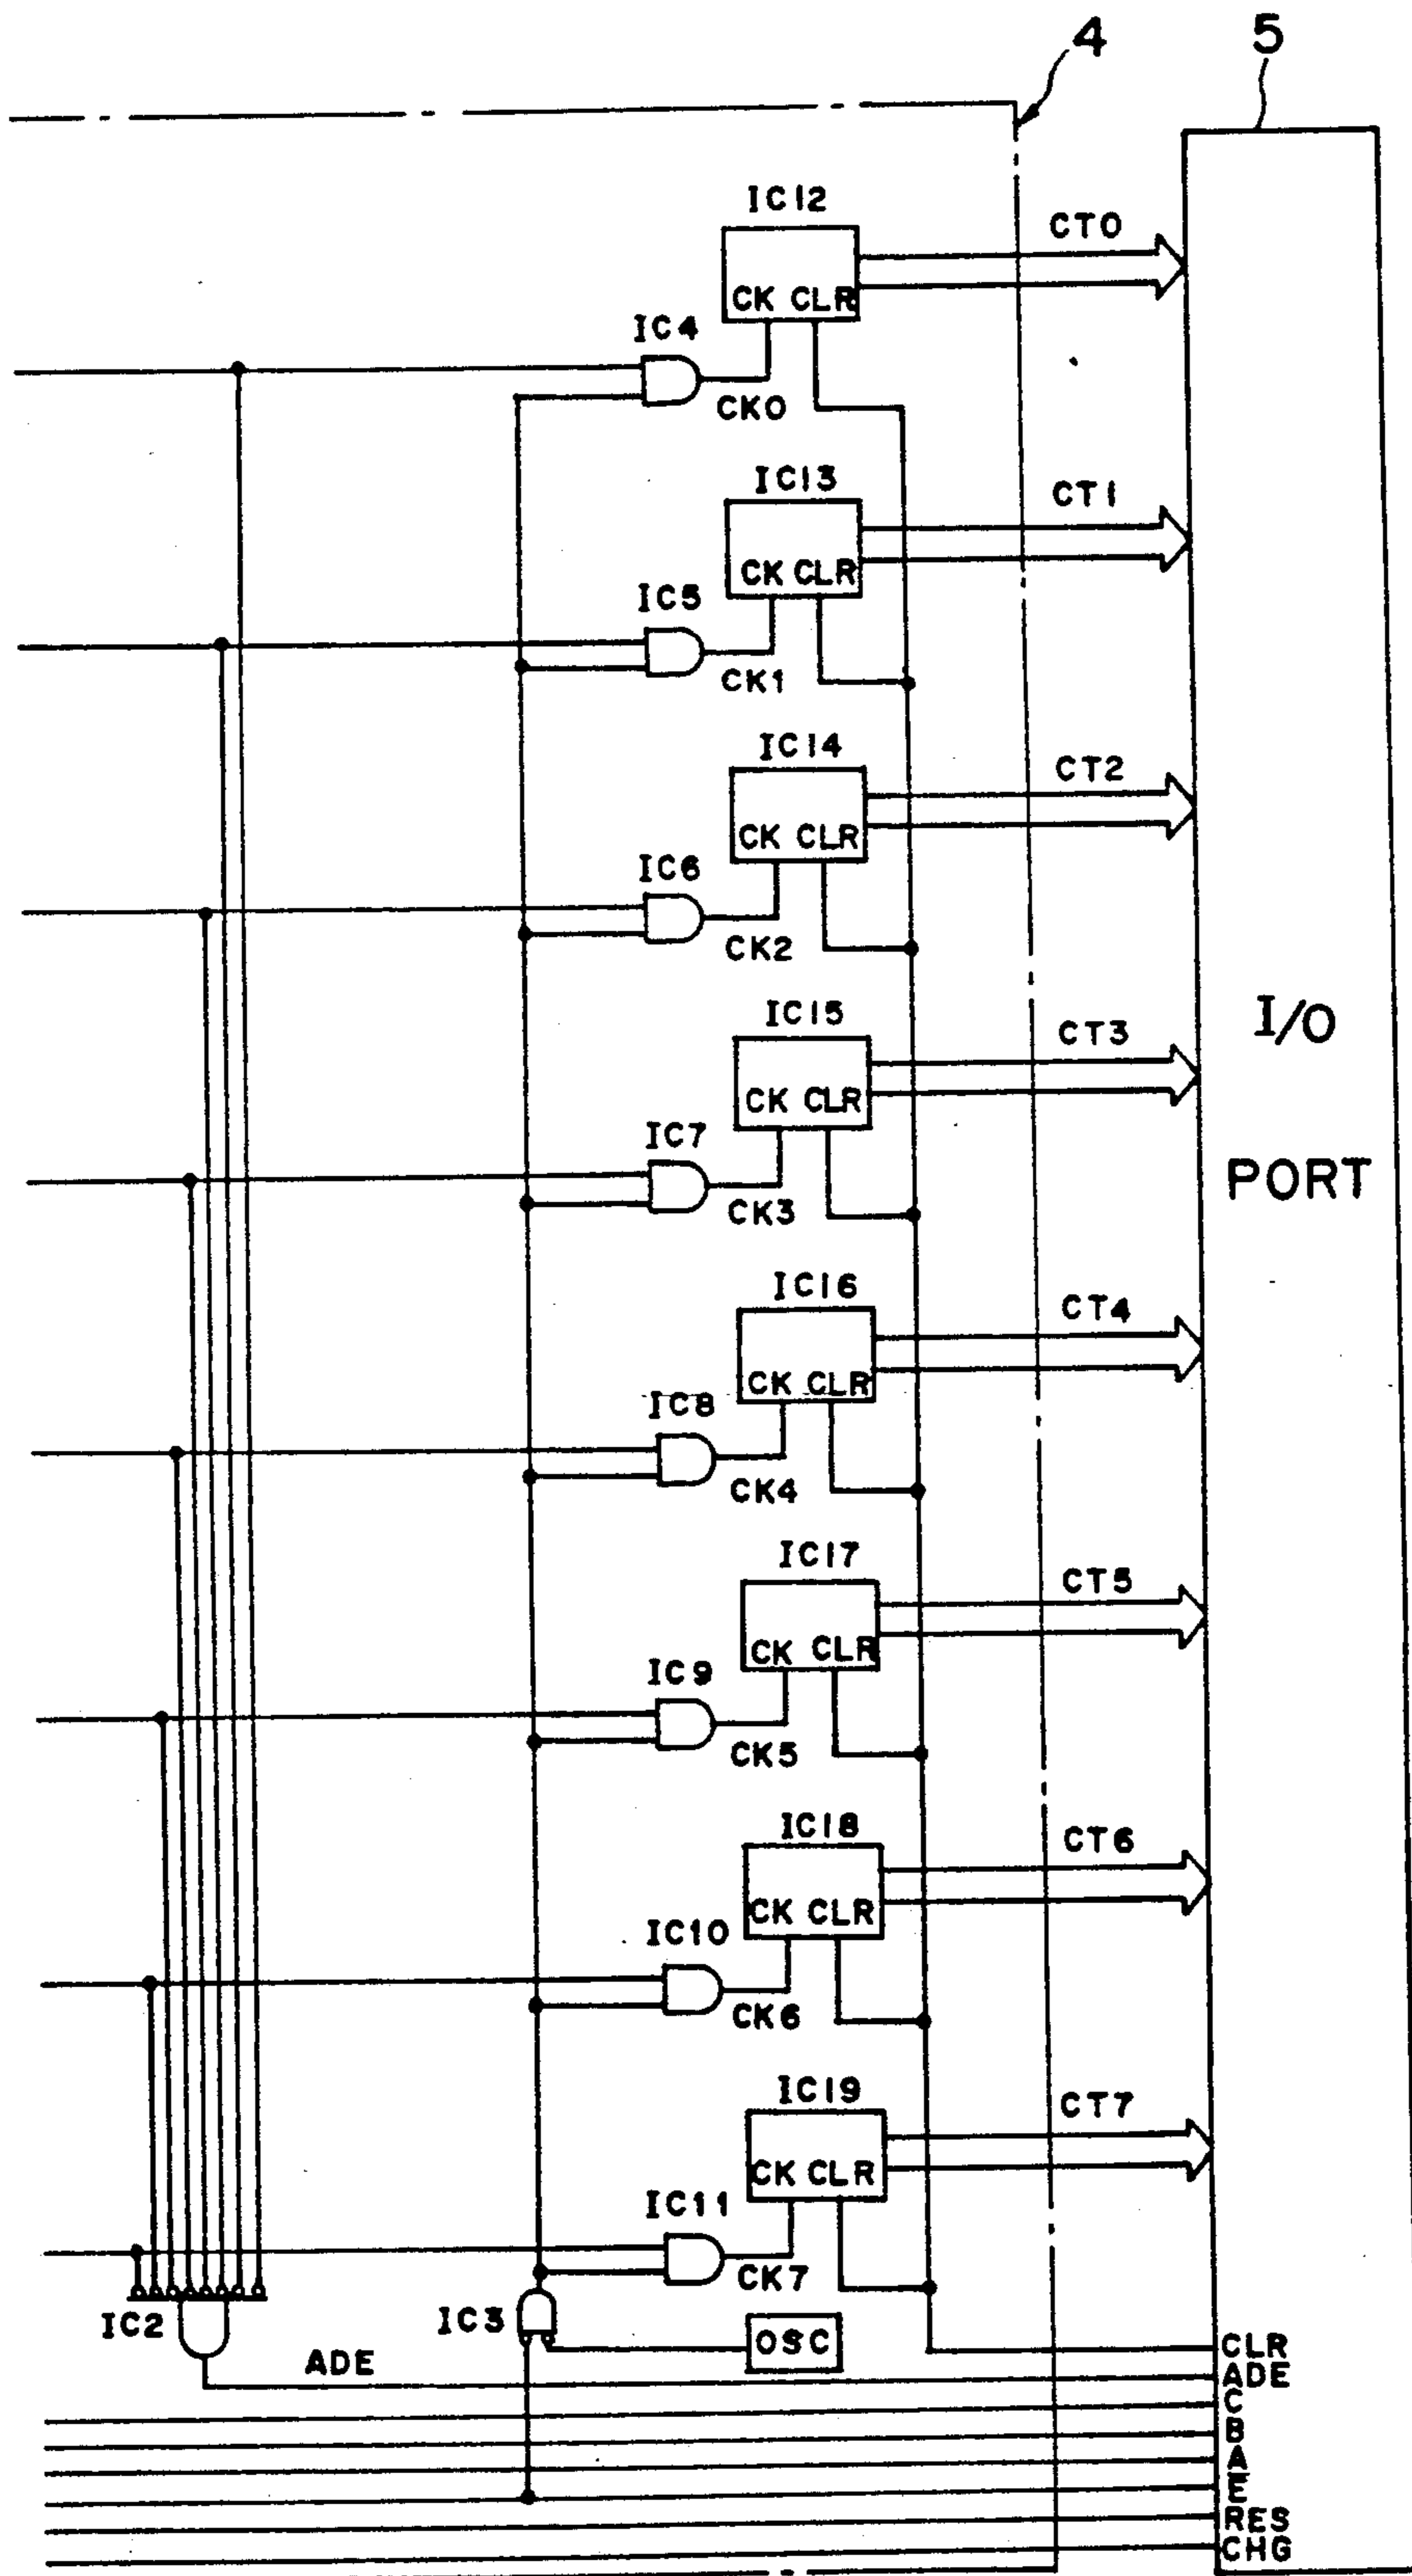 4
5
IC12
CT0
CK CLR
IC4
CK0
IC13
CT1
CK CLR
IC5
CK1
IC14
CT2
CK CLR
IC6
CK2
IC15
CT3
I/O
CK CLR
IC7
PORT
CK3
IC16
CT4
CK CLR
IC8
CK4
IC17
CT5
CK CLR
IC9
CK5
IC18
CT6
CK CLR
IC10
CK6
IC19
CT7
CK CLR
IC11
CK7
IC2
IC3
OSC
CLR
ADE
ADE
C
B
A
E̅
RES
CHG